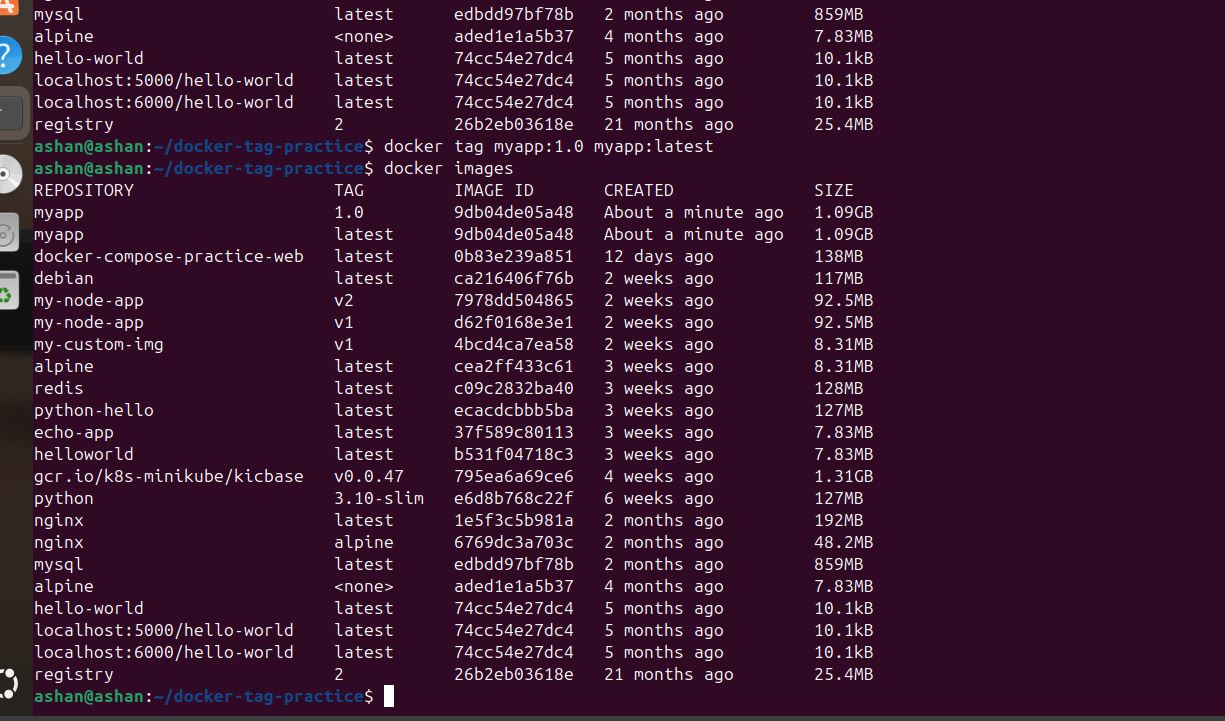 mysql latest edbdd97bf78b 2 months ago 859MB
alpine <none> aded1e1a5b37 4 months ago 7.83MB
hello-world latest 74cc54e27dc4 5 months ago 10.1kB
localhost:5000/hello-world latest 74cc54e27dc4 5 months ago 10.1kB
localhost:6000/hello-world latest 74cc54e27dc4 5 months ago 10.1kB
registry 2 26b2eb03618e 21 months ago 25.4MB
ashan@ashan:~/docker-tag-practice$ docker tag myapp:1.0 myapp:latest
ashan@ashan:~/docker-tag-practice$ docker images
REPOSITORY TAG IMAGE ID CREATED SIZE
myapp 1.0 9db04de05a48 About a minute ago 1.09GB
myapp latest 9db04de05a48 About a minute ago 1.09GB
docker-compose-practice-web latest 0b83e239a851 12 days ago 138MB
debian latest ca216406f76b 2 weeks ago 117MB
my-node-app v2 7978dd504865 2 weeks ago 92.5MB
my-node-app v1 d62f0168e3e1 2 weeks ago 92.5MB
my-custom-img v1 4bcd4ca7ea58 2 weeks ago 8.31MB
alpine latest cea2ff433c61 3 weeks ago 8.31MB
redis latest c09c2832ba40 3 weeks ago 128MB
python-hello latest ecacdcbbb5ba 3 weeks ago 127MB
echo-app latest 37f589c80113 3 weeks ago 7.83MB
helloworld latest b531f04718c3 3 weeks ago 7.83MB
gcr.io/k8s-minikube/kicbase v0.0.47 795ea6a69ce6 4 weeks ago 1.31GB
python 3.10-slim e6d8b768c22f 6 weeks ago 127MB
nginx latest 1e5f3c5b981a 2 months ago 192MB
nginx alpine 6769dc3a703c 2 months ago 48.2MB
mysql latest edbdd97bf78b 2 months ago 859MB
alpine <none> aded1e1a5b37 4 months ago 7.83MB
hello-world latest 74cc54e27dc4 5 months ago 10.1kB
localhost:5000/hello-world latest 74cc54e27dc4 5 months ago 10.1kB
localhost:6000/hello-world latest 74cc54e27dc4 5 months ago 10.1kB
registry 2 26b2eb03618e 21 months ago 25.4MB
ashan@ashan:~/docker-tag-practice$